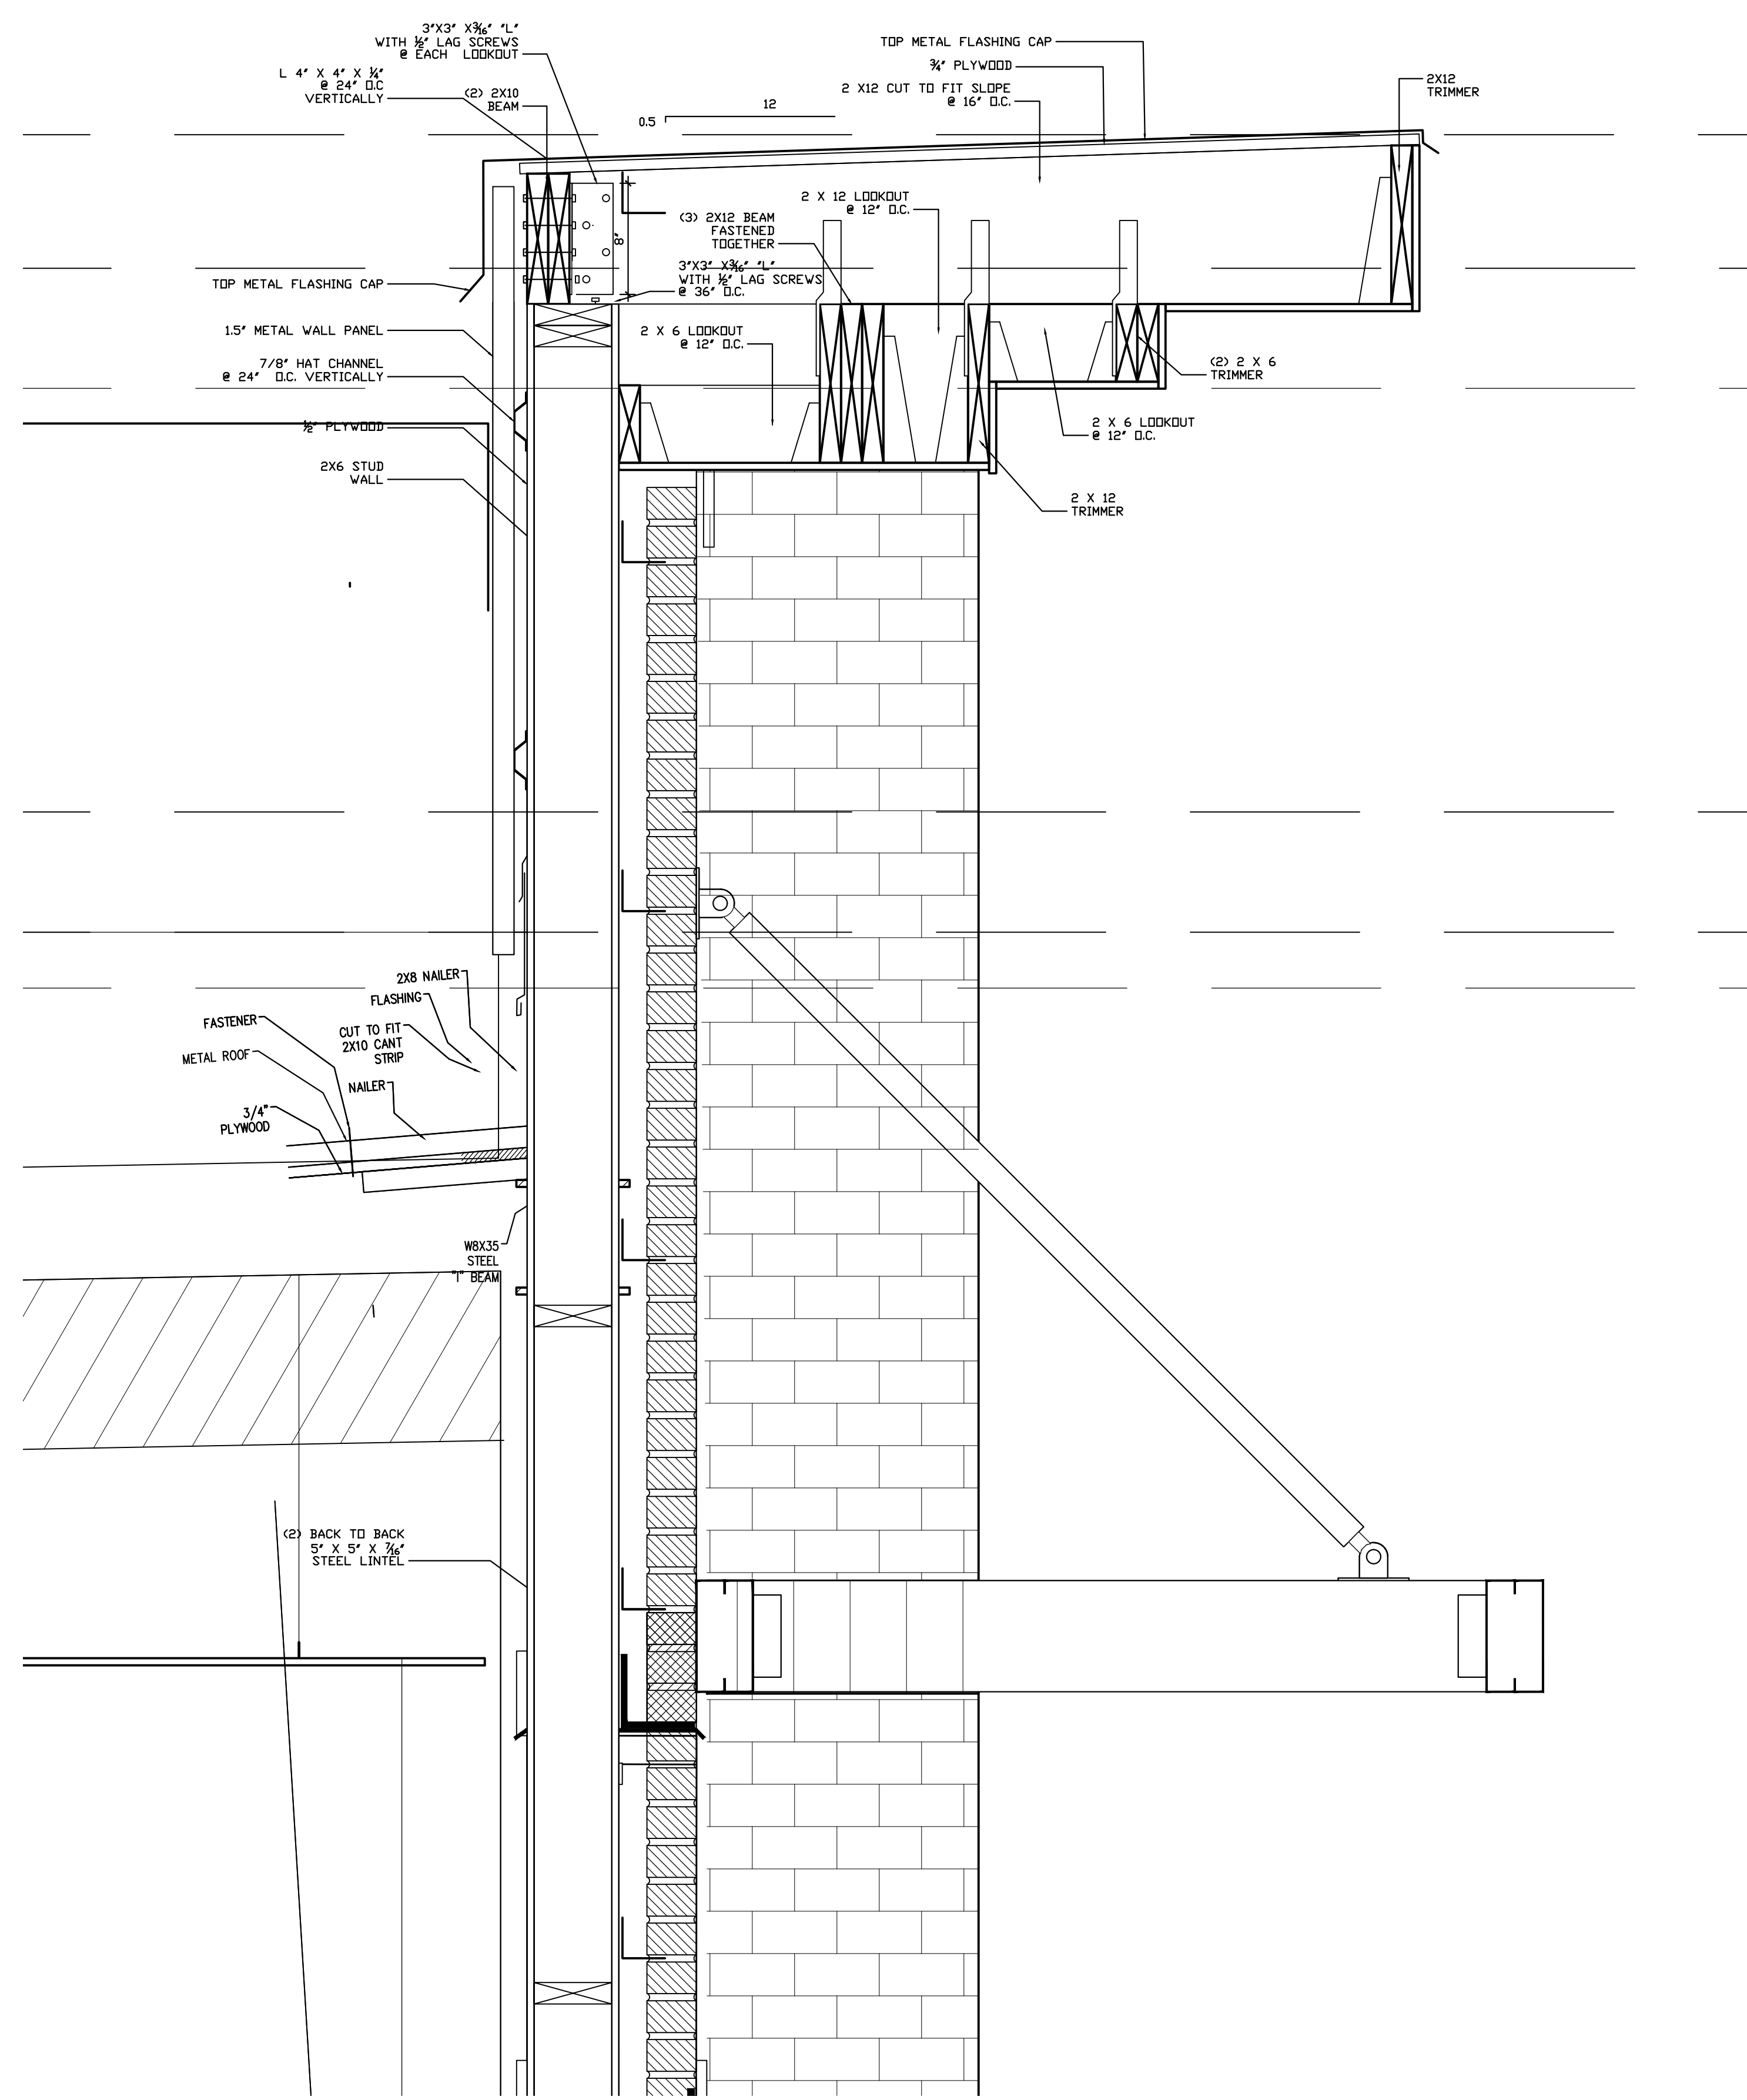 3"X3" X3/16" "L"
WITH 1/2" LAG SCREWS
@ EACH LOOKOUT
L 4" X 4" X 1/4"
@ 24" O.C
VERTICALLY
(2) 2X10
BEAM
TOP METAL FLASHING CAP
3/4" PLYWOOD
2 X12 CUT TO FIT SLOPE
@ 16" O.C.
12
0.5
2X12
TRIMMER
8"
2 X 12 LOOKOUT
@ 12" O.C.
(3) 2X12 BEAM
FASTENED
TOGETHER
3"X3" X3/16" "L"
WITH 1/2" LAG SCREWS
@ 36" O.C.
2 X 6 LOOKOUT
@ 12" O.C.
(2) 2 X 6
TRIMMER
2 X 6 LOOKOUT
@ 12" O.C.
2 X 12
TRIMMER
TOP METAL FLASHING CAP
1.5" METAL WALL PANEL
7/8" HAT CHANNEL
@ 24" O.C. VERTICALLY
1/2" PLYWOOD
2X6 STUD
WALL
2X8 NAILER
FLASHING
FASTENER
CUT TO FIT
2X10 CANT
STRIP
METAL ROOF
NAILER
3/4"
PLYWOOD
W8X35
STEEL
"I" BEAM
(2) BACK TO BACK
5" X 5" X 7/16"
STEEL LINTEL